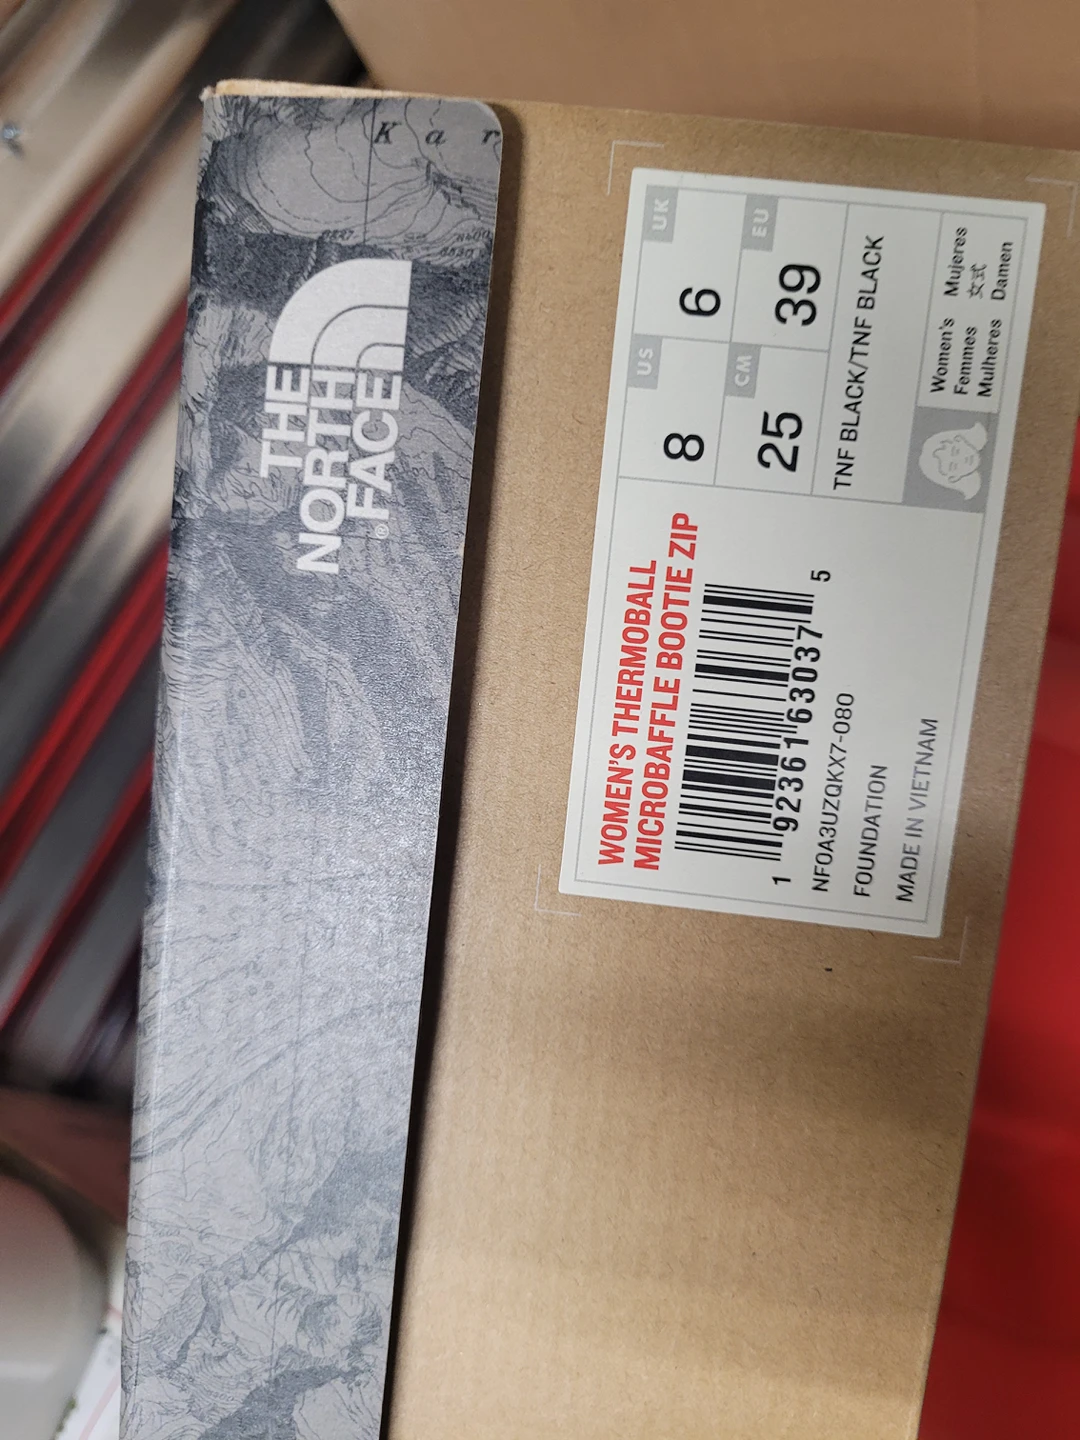 K a r
THE
NORTH
FACE®
WOMEN'S THERMOBALL
MICROBAFFLE BOOTIE ZIP
1 92361 63037 5
NF0A3UZQKX7-080
FOUNDATION
MADE IN VIETNAM
US
8
UK
6
CM
25
EU
39
TNF BLACK/TNF BLACK
Women's Mujeres
Femmes 女式
Mulheres Damen